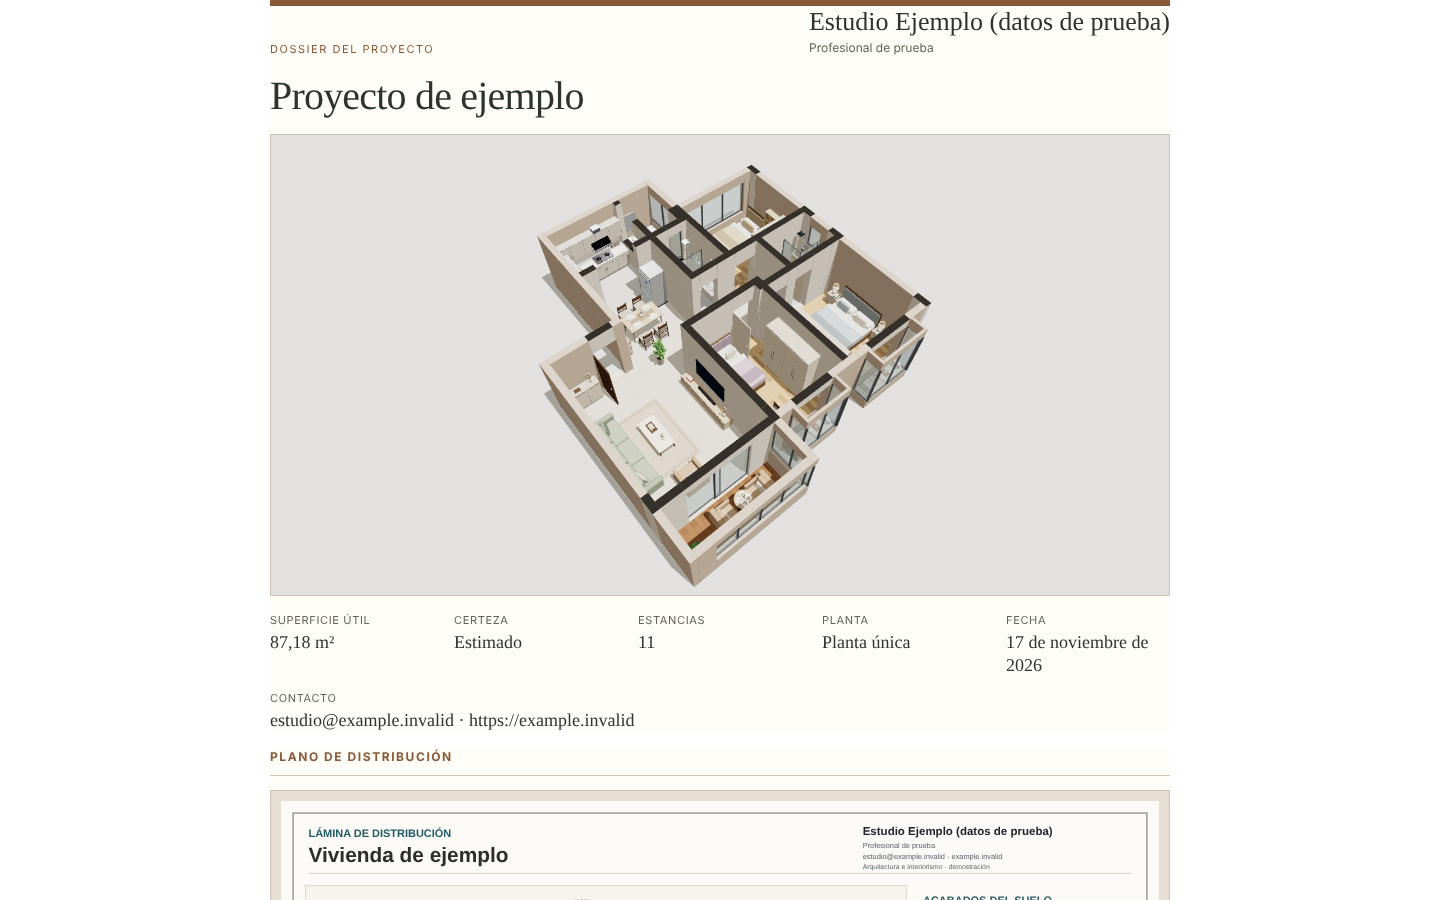 Estudio Ejemplo (datos de prueba)
DOSSIER DEL PROYECTO
Profesional de prueba
Proyecto de ejemplo
SUPERFICIE ÚTIL
87,18 m²
CERTEZA
Estimado
ESTANCIAS
11
PLANTA
Planta única
FECHA
17 de noviembre de
2026
CONTACTO
estudio@example.invalid · https://example.invalid
PLANO DE DISTRIBUCIÓN
LÁMINA DE DISTRIBUCIÓN
Vivienda de ejemplo
Estudio Ejemplo (datos de prueba)
Profesional de prueba
estudio@example.invalid · example.invalid
Arquitectura e interiorismo · demostración
ACABADOS DEL SUELO